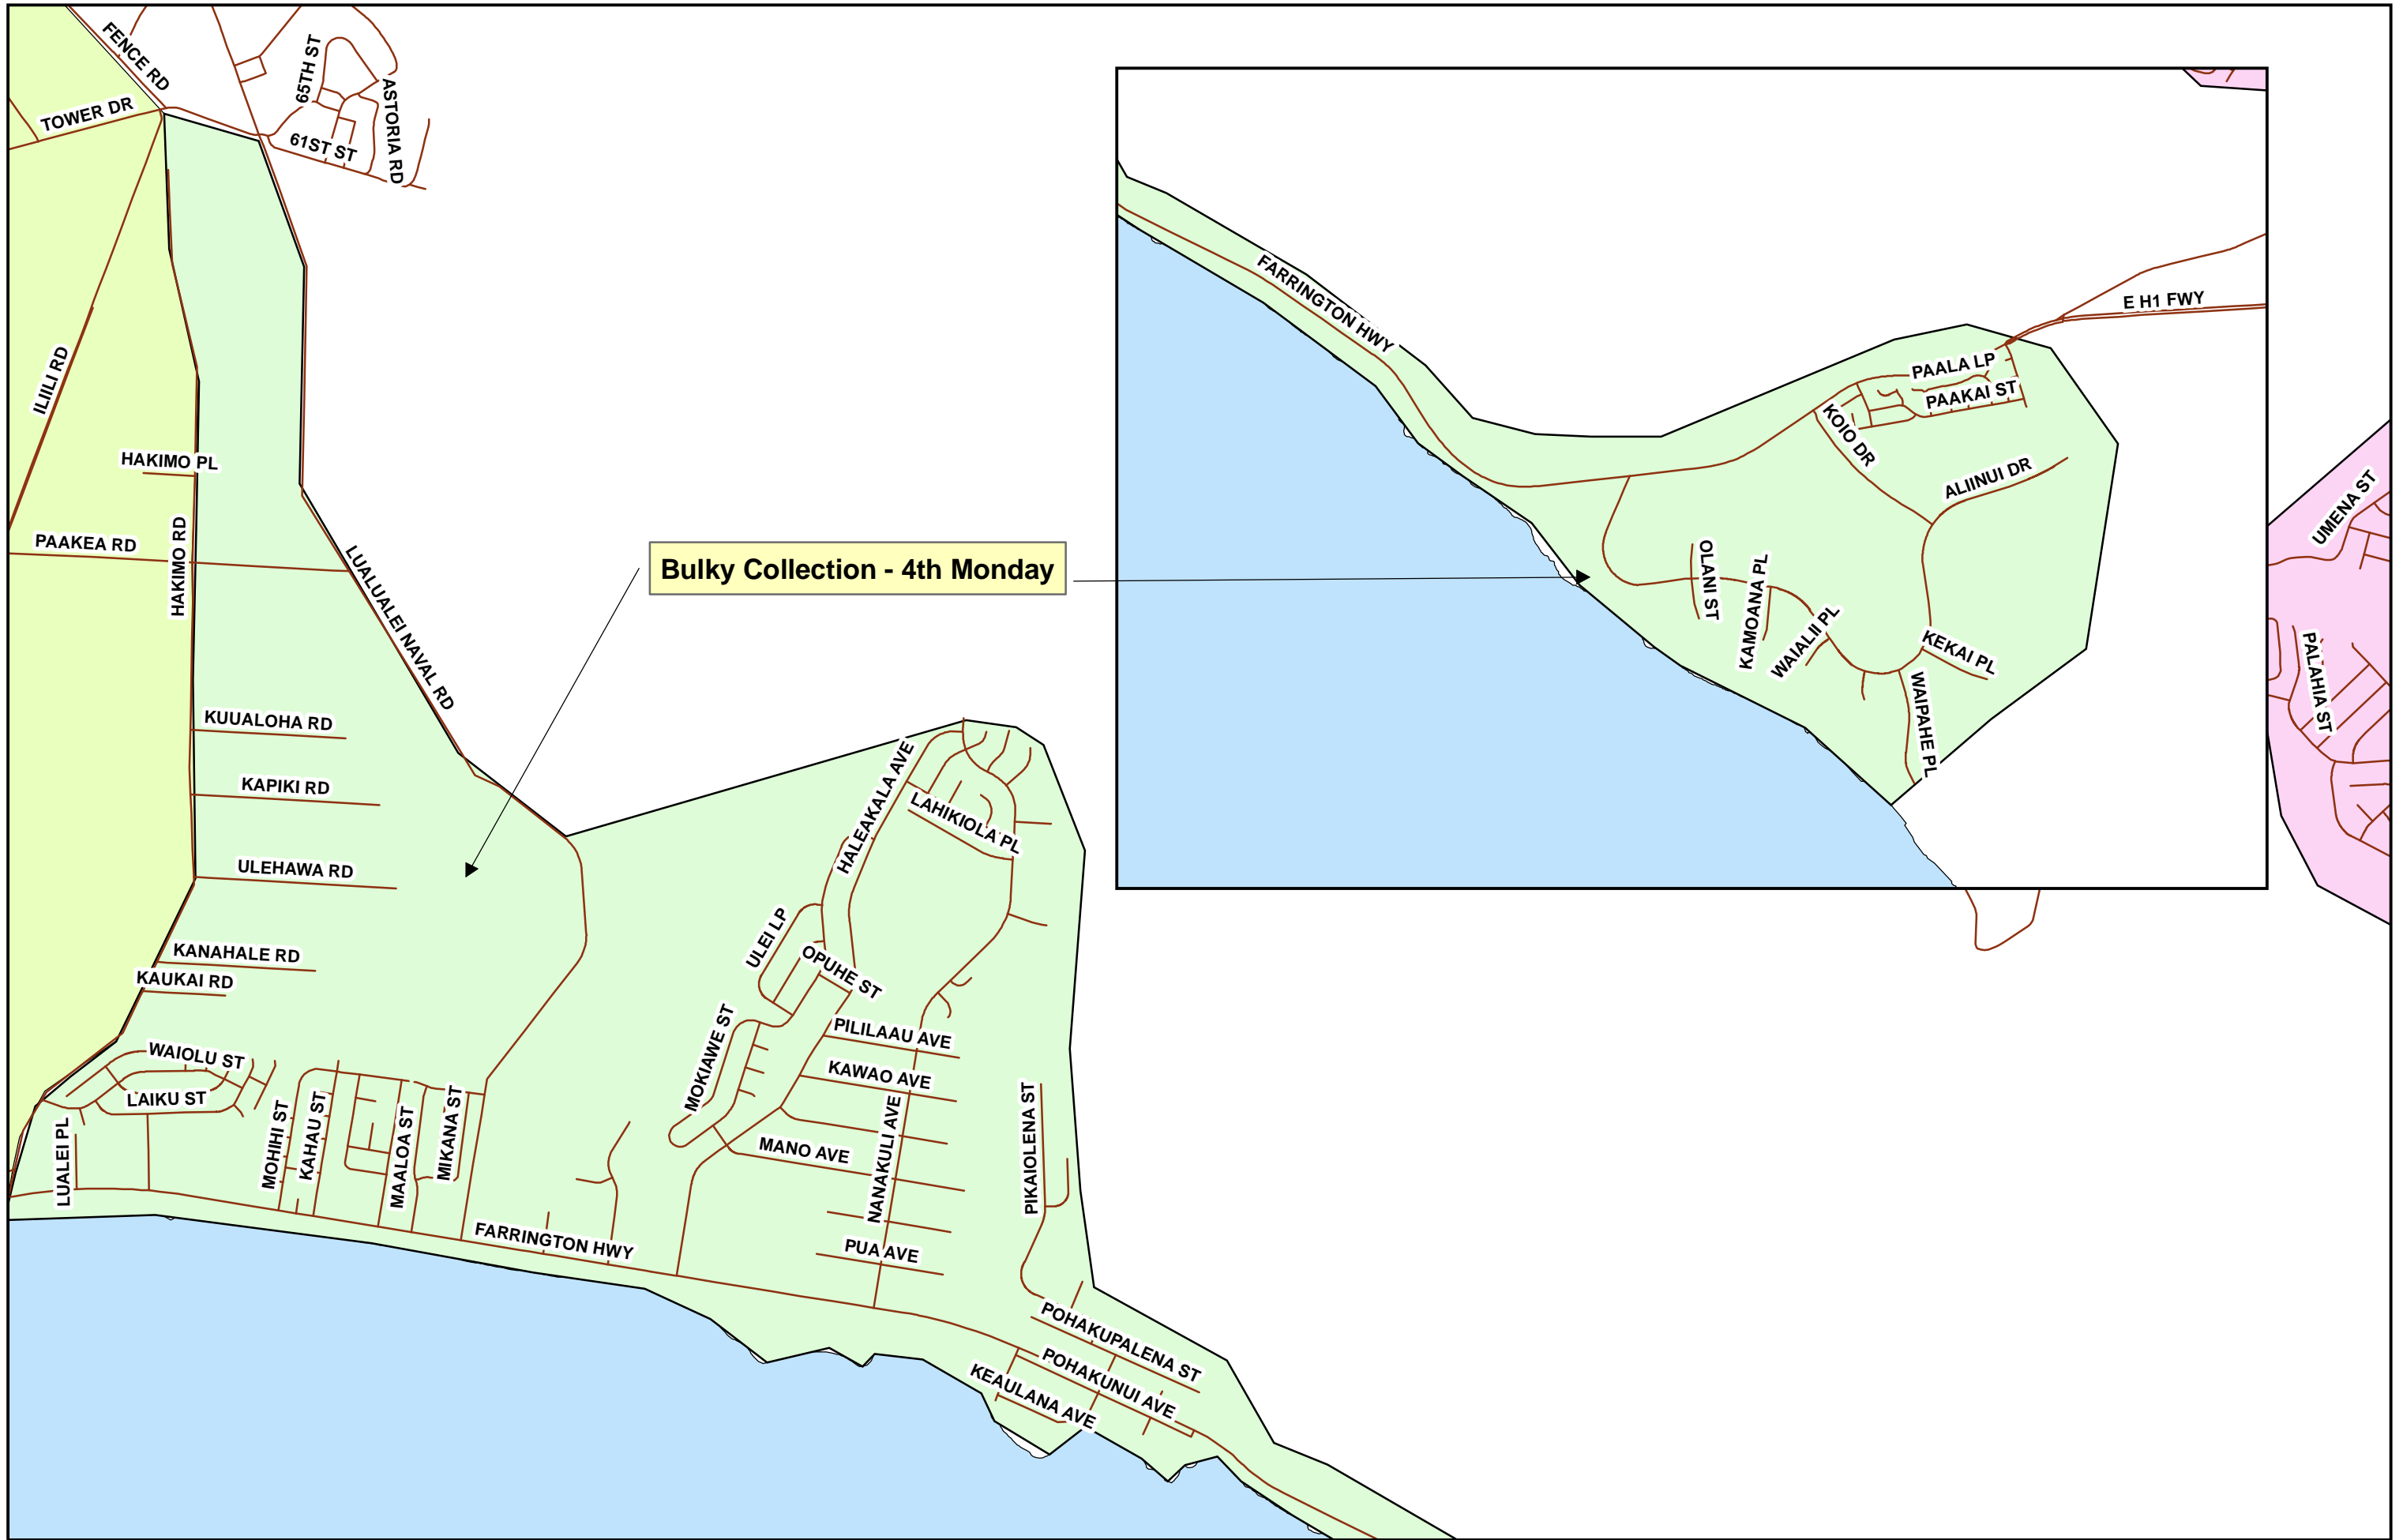 FENCE RD
TOWER DR
65TH ST
ASTORIA RD
61ST ST
ILIILI RD
HAKIMO PL
PAAKEA RD
HAKIMO RD
LUALUALEI NAVAL RD
Bulky Collection - 4th Monday
KUUALOHA RD
KAPIKI RD
ULEHAWA RD
KANAHALE RD
KAUKAI RD
WAIOLU ST
LAIKU ST
LUALEI PL
MOHIHI ST
KAHAU ST
MAALOA ST
MIKANA ST
FARRINGTON HWY
HALEAKALA AVE
LAHIKIOLA PL
ULEI LP
OPUHE ST
MOKIAWE ST
PILILAAU AVE
KAWAO AVE
MANO AVE
NANAKULI AVE
PUA AVE
PIKAIOLENA ST
POHAKUPALENA ST
POHAKUNUI AVE
KEAULANA AVE
FARRINGTON HWY
E H1 FWY
PAALA LP
PAAKAI ST
KOIO DR
ALIINUI DR
OLANI ST
KAMOANA PL
WAIALII PL
KEKAI PL
WAIPAHE PL
UMENA ST
PALAHIA ST